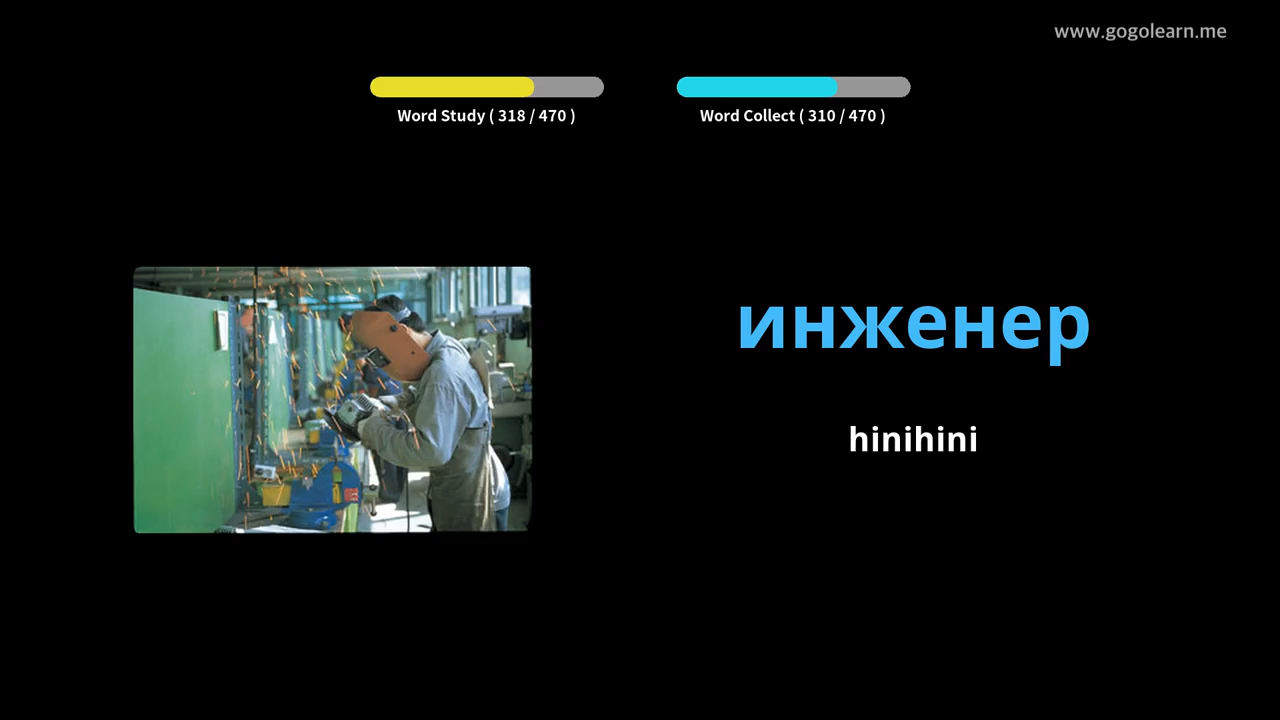 www.gogolearn.me
Word Study ( 318 / 470 )
Word Collect ( 310 / 470 )
инженер
hinihini